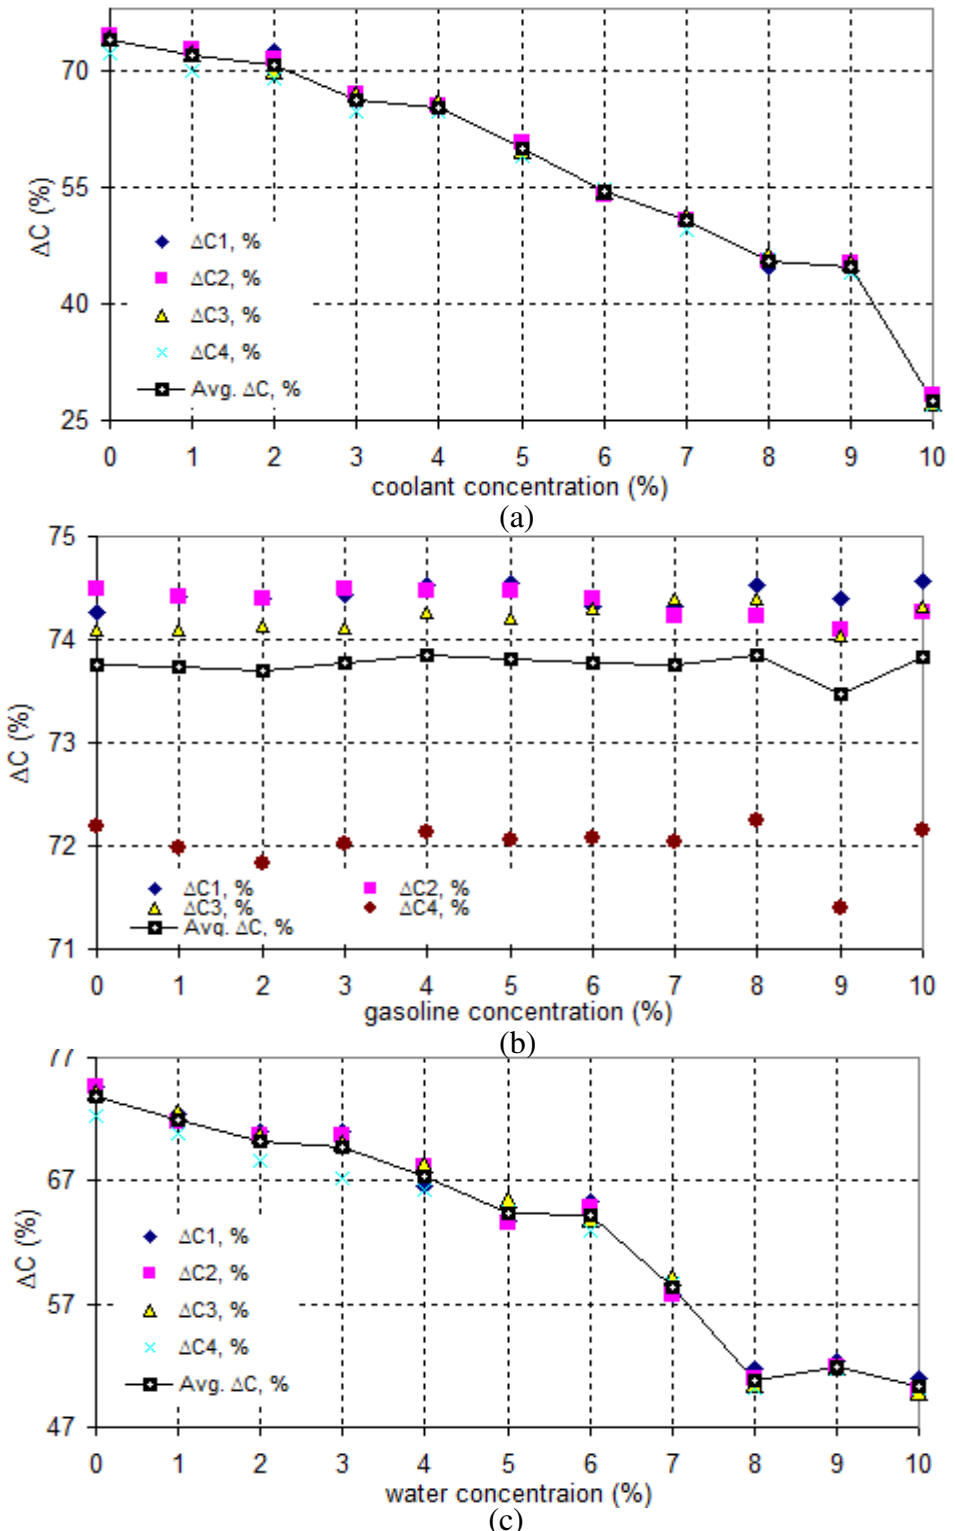 70
55
40
25
ΔC (%)
ΔC1, %
ΔC2, %
ΔC3, %
ΔC4, %
Avg. ΔC, %
0 1 2 3 4 5 6 7 8 9 10
coolant concentration (%)
(a)
75
74
73
72
71
ΔC (%)
ΔC1, % ΔC2, %
ΔC3, % ΔC4, %
Avg. ΔC, %
0 1 2 3 4 5 6 7 8 9 10
gasoline concentration (%)
(b)
77
67
57
47
ΔC (%)
ΔC1, %
ΔC2, %
ΔC3, %
ΔC4, %
Avg. ΔC, %
0 1 2 3 4 5 6 7 8 9 10
water concentraion (%)
(c)